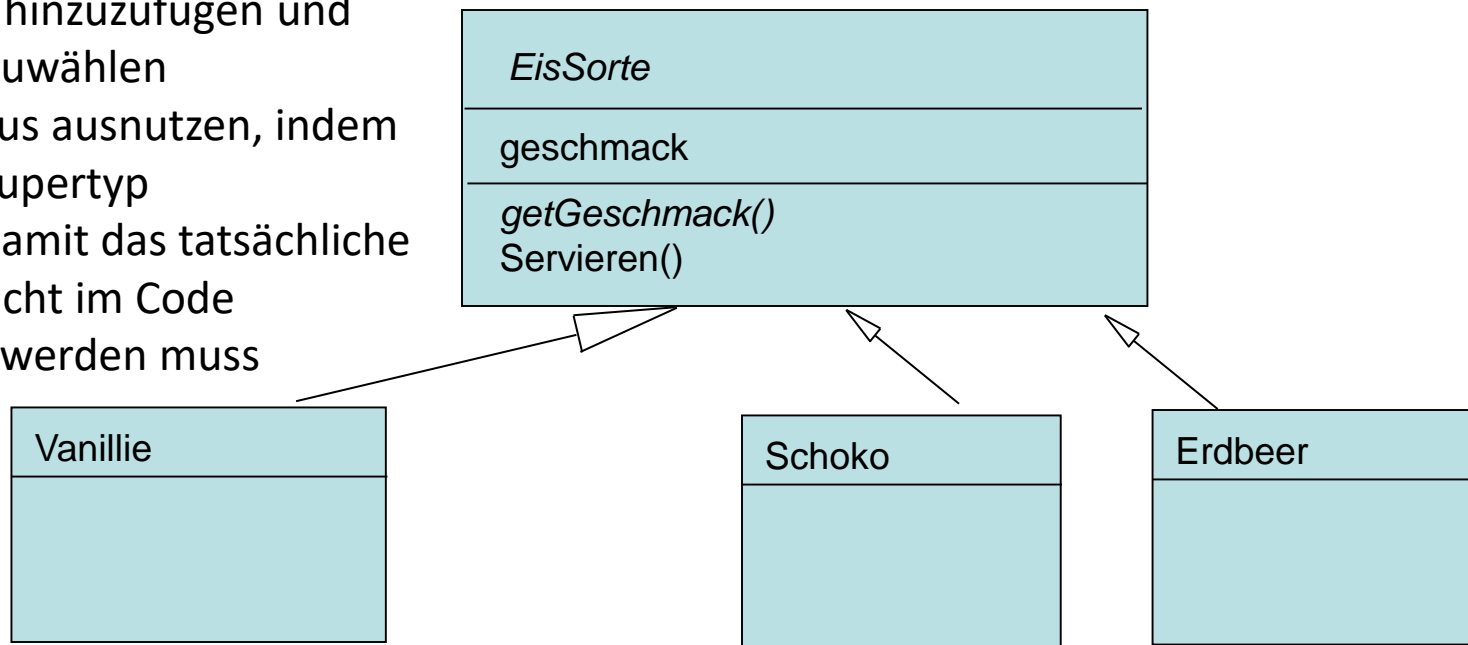 hinzuzufügen und
uwählen
us ausnutzen, indem
upertyp
amit das tatsächliche
cht im Code
werden muss
EisSorte
geschmack
getGeschmack()
Servieren()
Vanillie
Schoko
Erdbeer